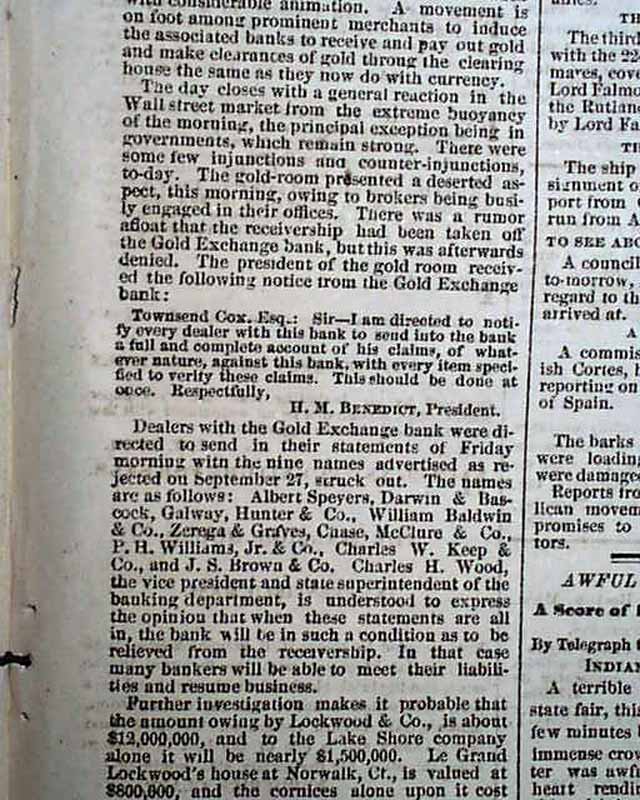 with considerable animation. A movement is
on foot among prominent merchants to induce
the associated banks to receive and pay out gold
and make clearances of gold throug the clearing
house the same as they now do with currency.
The day closes with a general reaction in the
Wall street market from the extreme buoyancy
of the morning, the principal exception being in
governments, which remain strong. There were
some few injunctions and counter-injunctions,
to-day. The gold-room presented a deserted as-
pect, this morning, owing to brokers being busi-
ly engaged in their offices. There was a rumor
afloat that the receivership had been taken off
the Gold Exchange bank, but this was afterwards
denied. The president of the gold room receiv-
ed the following notice from the Gold Exchange
bank:
Townsend Cox, Esq.: Sir—I am directed to noti-
fy every dealer with this bank to send into the bank
a full and complete account of his claims, of what-
ever nature, against this bank, with every item speci-
fied to verify these claims. This should be done at
once. Respectfully,
H. M. BENEDICT, President.
Dealers with the Gold Exchange bank were di-
rected to send in their statements of Friday
morning with the nine names advertised as re-
jected on September 27, struck out. The names
are as follows: Albert Speyers, Darwin & Bas-
cock, Galway, Hunter & Co., William Baldwin
& Co., Zerega & Graves, Chase, McClure & Co.,
P. H. Williams, Jr. & Co., Charles W. Keep &
Co., and J. S. Brown & Co. Charles H. Wood,
the vice president and state superintendent of the
banking department, is understood to express
the opinion that when these statements are all
in, the bank will be in such a condition as to be
relieved from the receivership. In that case
many bankers will be able to meet their liabili-
ties and resume business.
Further investigation makes it probable that
the amount owing by Lockwood & Co., is about
$12,000,000, and to the Lake Shore company
alone it will be nearly $1,500,000. Le Grand
Lockwood's house at Norwalk, Ct., is valued at
$800,000, and the cornices alone upon it cost
The third
with the 22
mares, cove
Lord Falmo
the Rutlan
by Lord Fa
The ship
signment o
port from
run from A
TO SEE ABO
A council
to-morrow,
regard to th
arrived at.
A
A commis
ish Cortes, h
reporting on
of Spain.
The barks
were loading
were damage
Reports fro
lican movem
promises to
tors.
AWFUL
A Score of
By Telegraph t
INDIAN
A terrible
state fair, this
few minutes b
immense crow
ter was awfu
heart rendi